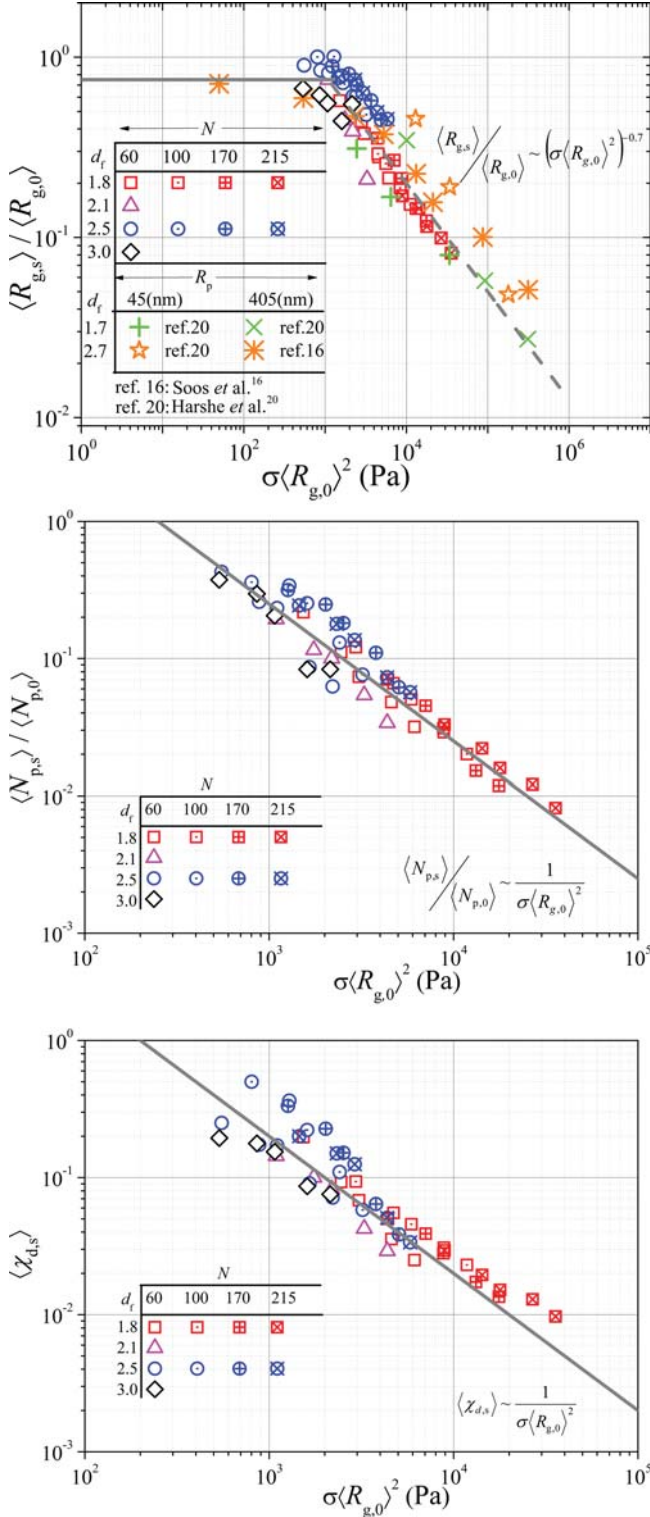 10⁰
10⁻¹
10⁻²
⟨R_g,s⟩ / ⟨R_g,0⟩
N
d_f 60 100 170 215
1.8
2.1
2.5
3.0
R_p
d_f 45(nm) 405(nm)
1.7 ref.20 ref.20
2.7 ref.20 ref.16
ref. 16: Soos et al.¹⁶
ref. 20: Harshe et al.²⁰
⟨R_g,s⟩/⟨R_g,0⟩ ~ (σ⟨R_g,0⟩²)^−0.7
10⁰ 10² 10⁴ 10⁶
σ⟨R_g,0⟩² (Pa)
10⁰
10⁻¹
10⁻²
10⁻³
⟨N_p,s⟩ / ⟨N_p,0⟩
N
d_f 60 100 170 215
1.8
2.1
2.5
3.0
⟨N_p,s⟩/⟨N_p,0⟩ ~ 1/σ⟨R_g,0⟩²
10² 10³ 10⁴ 10⁵
σ⟨R_g,0⟩² (Pa)
10⁰
10⁻¹
10⁻²
10⁻³
⟨χ_d,s⟩
N
d_f 60 100 170 215
1.8
2.1
2.5
3.0
⟨χ_d,s⟩ ~ 1/σ⟨R_g,0⟩²
10² 10³ 10⁴ 10⁵
σ⟨R_g,0⟩² (Pa)